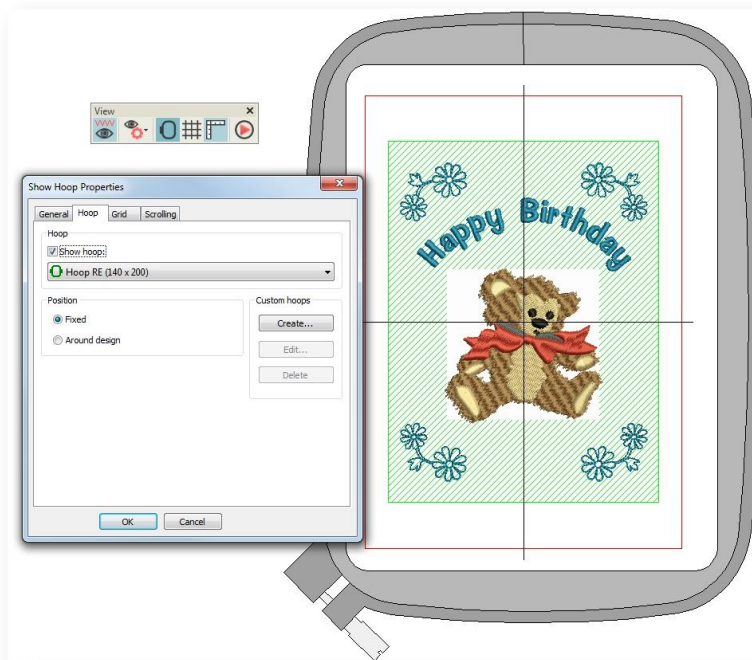 View
Show Hoop Properties
General Hoop Grid Scrolling
Hoop
Show hoop:
Hoop RE (140 x 200)
Position
Fixed
Around design
Custom hoops
Create...
Edit...
Delete
OK Cancel
Happy Birthday